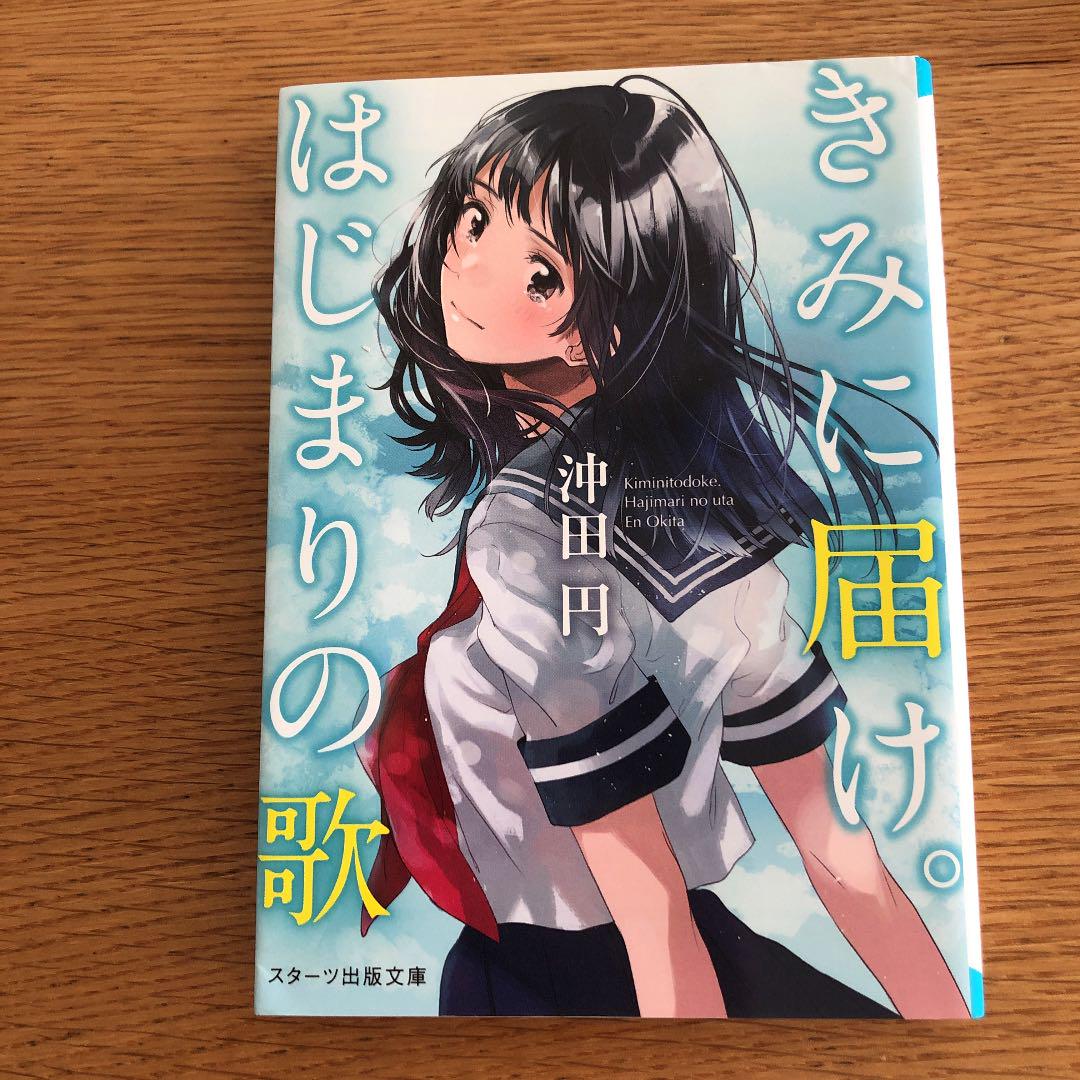 きみに届け。
はじまりの歌
沖田 円
Kiminitodoke.
Hajimari no uta
En Okita
スターツ出版文庫